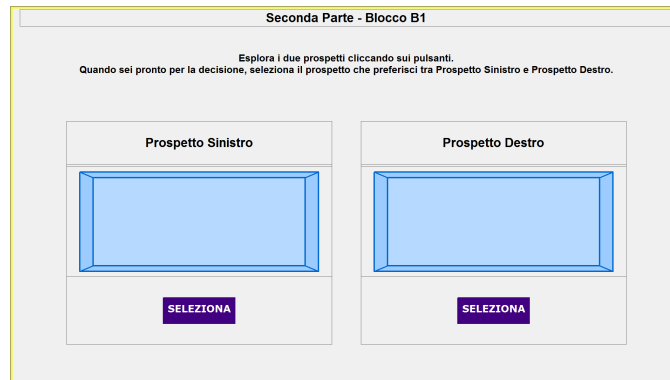 Seconda Parte - Blocco B1
Esplora i due prospetti cliccando sui pulsanti.
Quando sei pronto per la decisione, seleziona il prospetto che preferisci tra Prospetto Sinistro e Prospetto Destro.
Prospetto Sinistro
Prospetto Destro
SELEZIONA
SELEZIONA